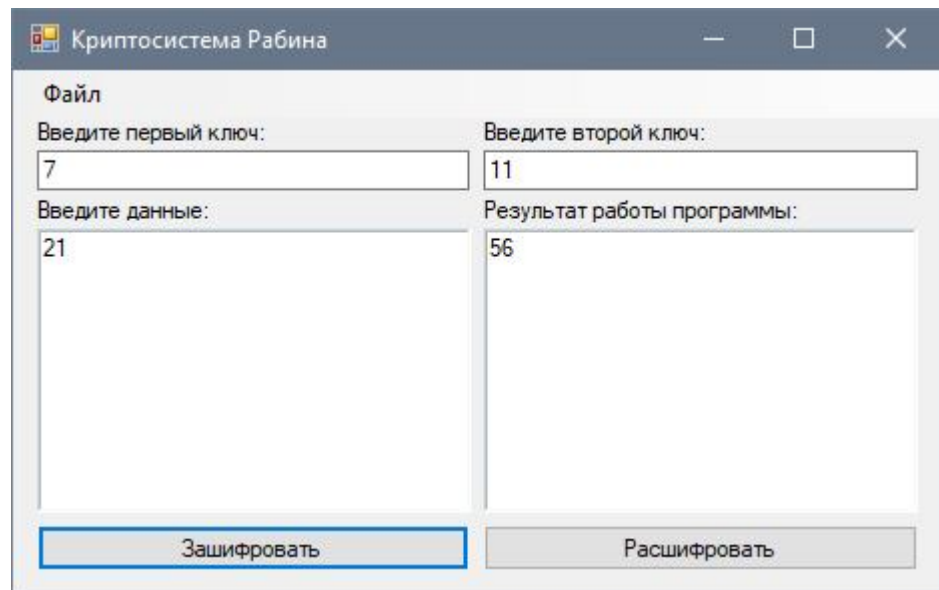 Криптосистема Рабина
Файл
Введите первый ключ:
Введите второй ключ:
7
11
Введите данные:
Результат работы программы:
21
56
Зашифровать
Расшифровать